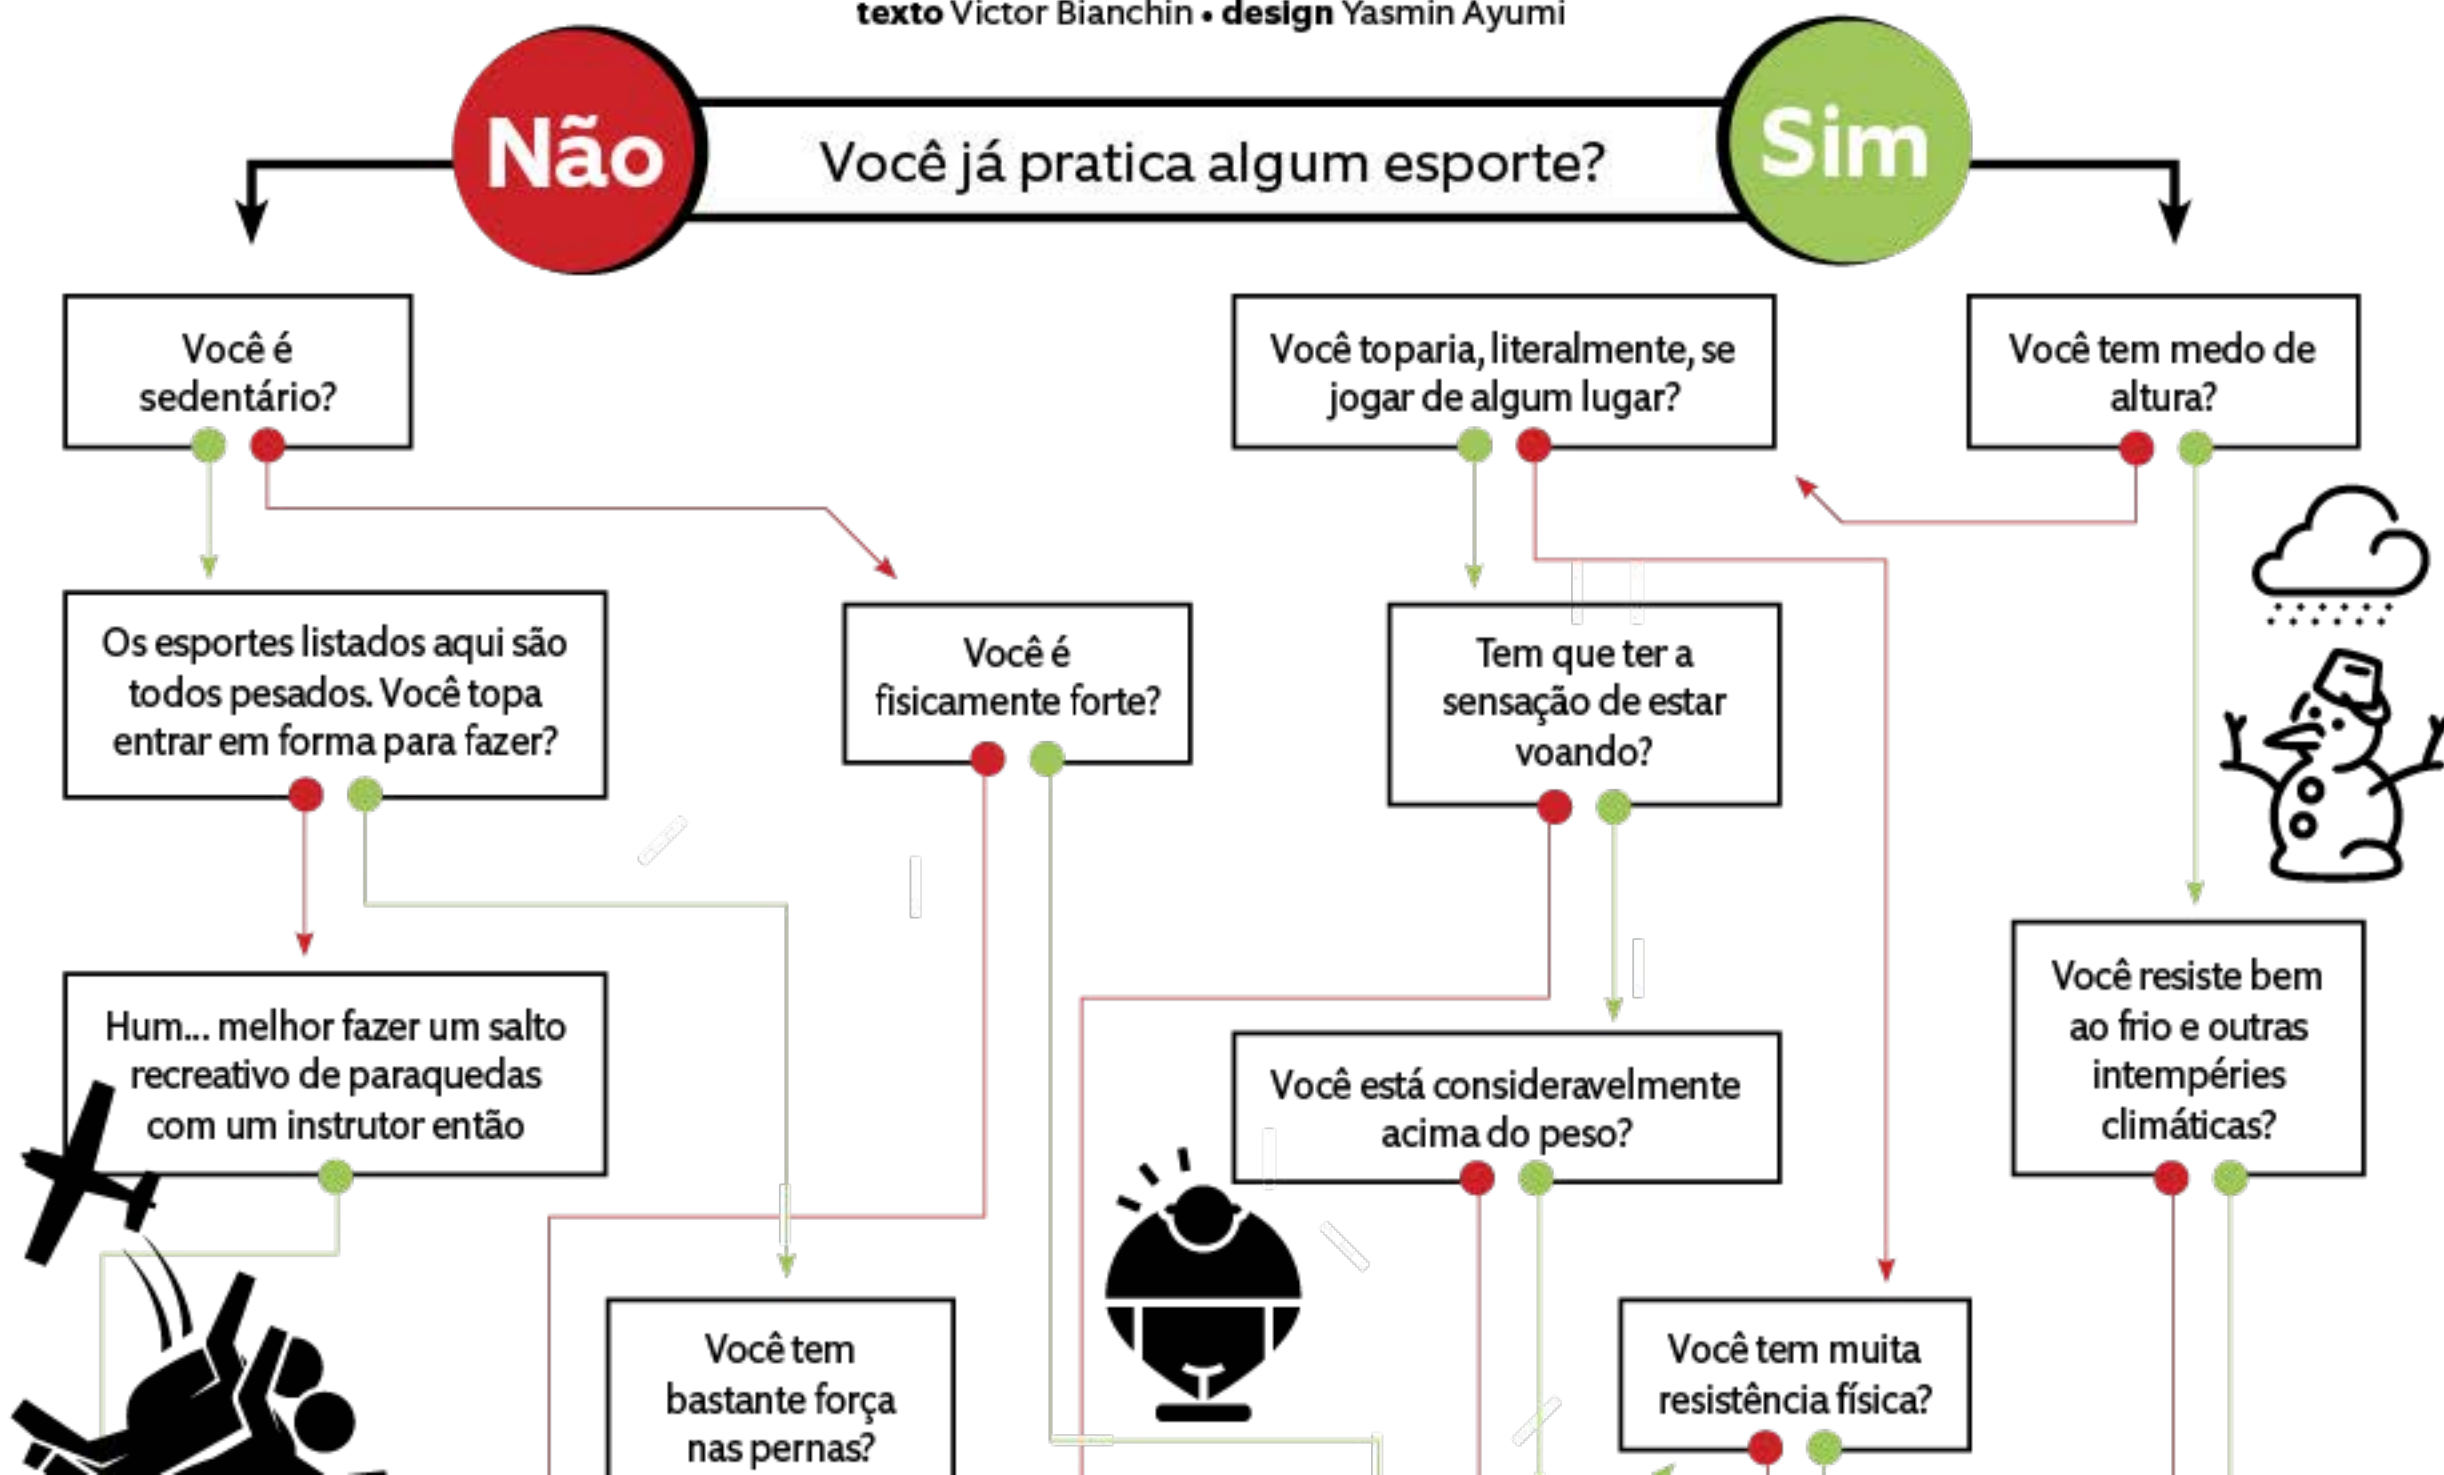 texto Victor Bianchin • design Yasmin Ayumi
Não
Você já pratica algum esporte?
Sim
Você é
sedentário?
Você toparia, literalmente, se
jogar de algum lugar?
Você tem medo de
altura?
Os esportes listados aqui são
todos pesados. Você topa
entrar em forma para fazer?
Você é
fisicamente forte?
Tem que ter a
sensação de estar
voando?
Hum... melhor fazer um salto
recreativo de paraquedas
com um instrutor então
Você está consideravelmente
acima do peso?
Você resiste bem
ao frio e outras
intempéries
climáticas?
Você tem
bastante força
nas pernas?
Você tem muita
resistência física?